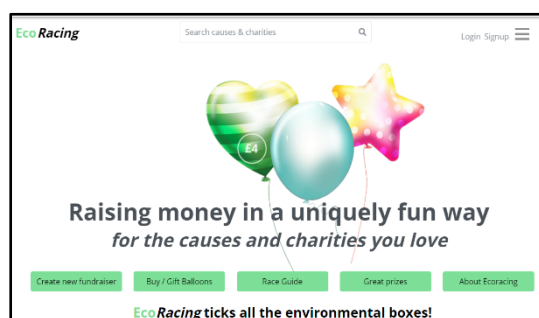 EcoRacing
Search causes & charities
Login Signup
£4
Raising money in a uniquely fun way
for the causes and charities you love
Create new fundraiser
Buy / Gift Balloons
Race Guide
Great prizes
About Ecoracing
EcoRacing ticks all the environmental boxes!